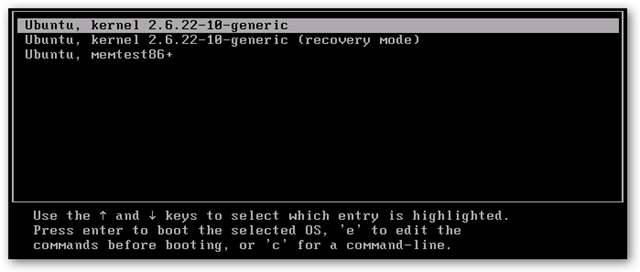 Ubuntu, kernel 2.6.22-10-generic
Ubuntu, kernel 2.6.22-10-generic (recovery mode)
Ubuntu, memtest86+
Use the ↑ and ↓ keys to select which entry is highlighted.
Press enter to boot the selected OS, 'e' to edit the
commands before booting, or 'c' for a command-line.